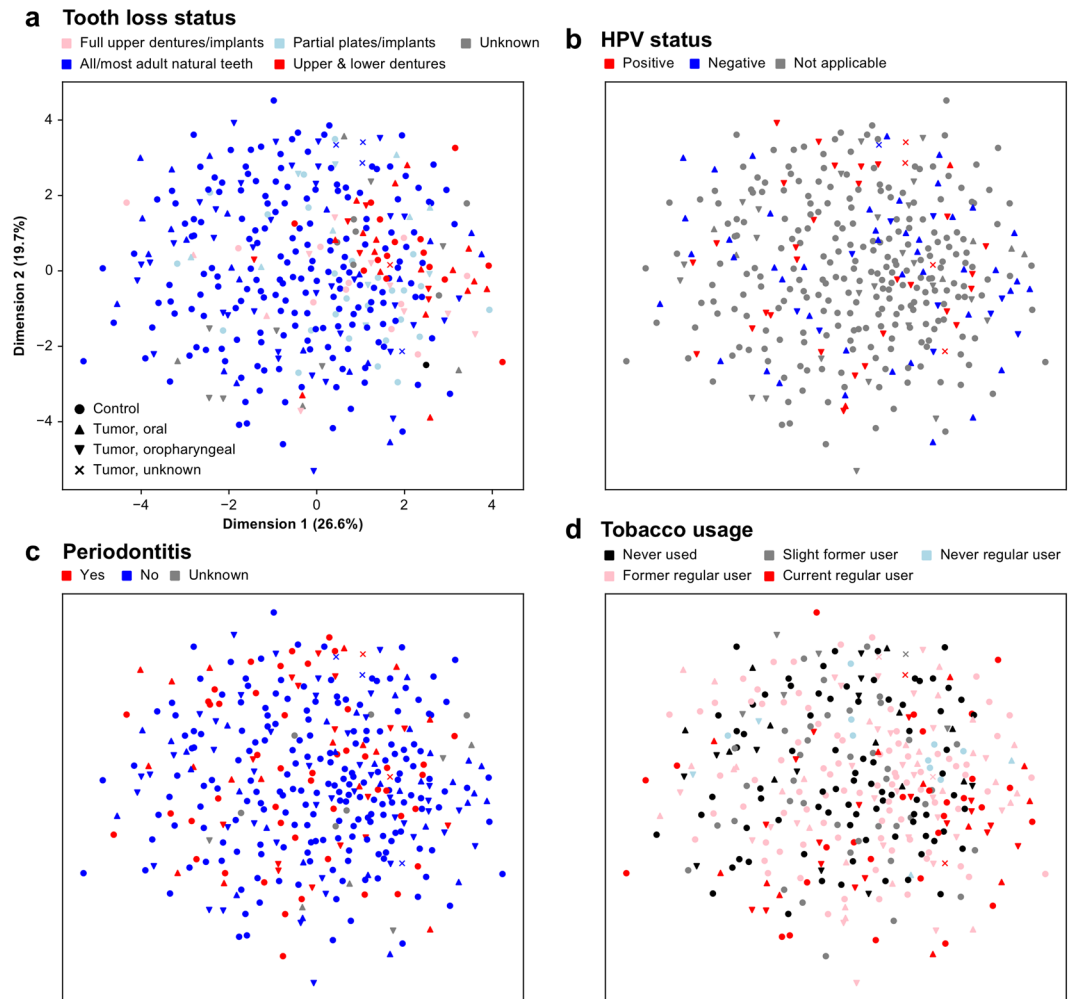 a Tooth loss status
Full upper dentures/implants Partial plates/implants Unknown
All/most adult natural teeth Upper & lower dentures
4
2
0
−2
−4
Dimension 2 (19.7%)
Control
Tumor, oral
Tumor, oropharyngeal
Tumor, unknown
−4 −2 0 2 4
Dimension 1 (26.6%)
b HPV status
Positive Negative Not applicable
c Periodontitis
Yes No Unknown
d Tobacco usage
Never used Slight former user Never regular user
Former regular user Current regular user